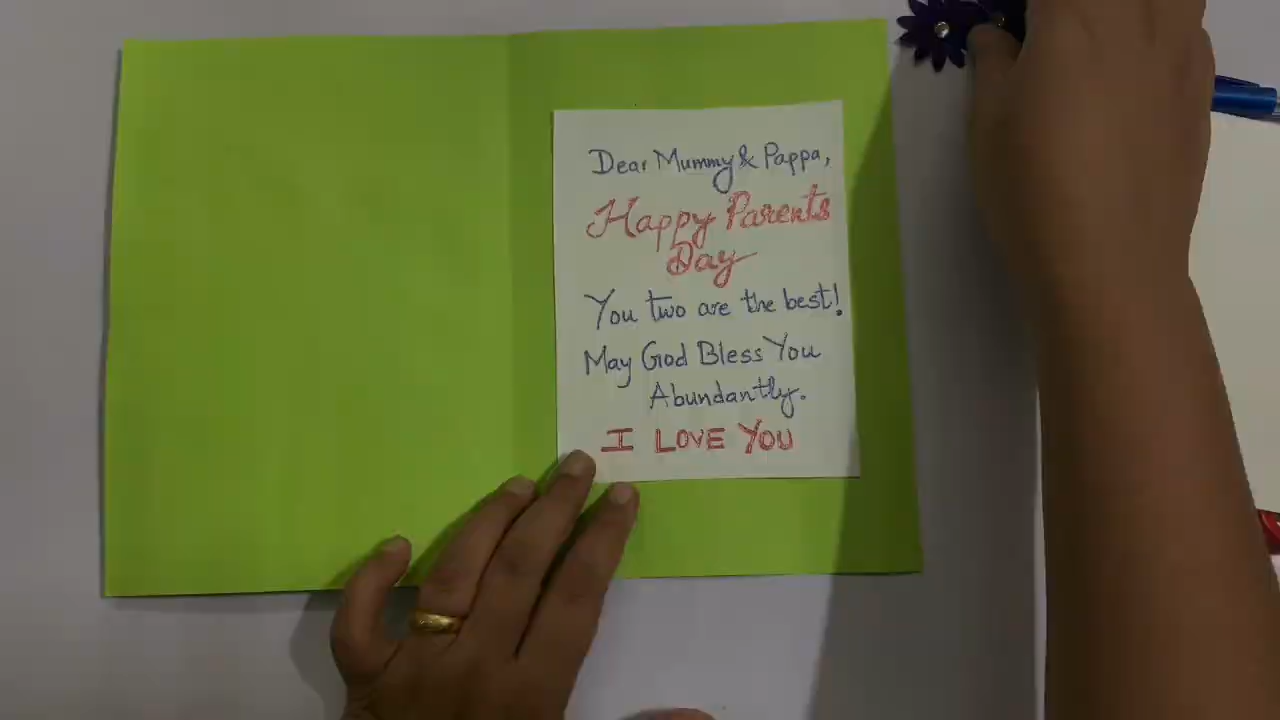 Dear Mummy & Pappa,
Happy Parents
Day
You two are the best!
May God Bless You
Abundantly.
I LOVE YOU